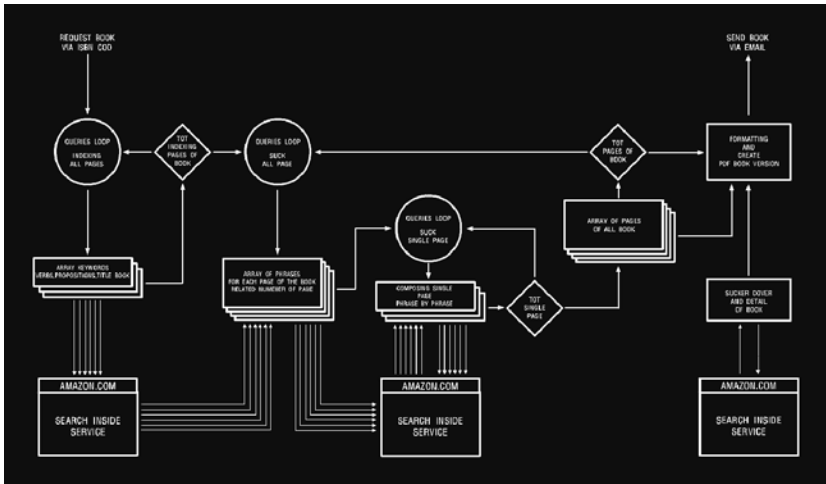 REQUEST BOOK
VIA ISBN COD
SEND BOOK
VIA EMAIL
QUERIES LOOP
INDEXING
ALL PAGES
TOT
INDEXING
PAGES OF
BOOK
QUERIES LOOP
SUCK
ALL PAGE
TOT
PAGES OF
BOOK
FORMATTING
AND
CREATE
PDF BOOK VERSION
QUERIES LOOP
SUCK
SINGLE PAGE
ARRAY OF PAGES
OF ALL BOOK
ARRAY KEYWORDS
VERBS,PROPOSITIONS,TITLE BOOK
ARRAY OF PHRASES
FOR EACH PAGE OF THE BOOK
RELATED NUMBER OF PAGE
COMPOSING SINGLE
PAGE
PHRASE BY PHRASE
TOT
SINGLE
PAGE
SUCKER COVER
AND DETAIL
OF BOOK
AMAZON.COM
SEARCH INSIDE
SERVICE
AMAZON.COM
SEARCH INSIDE
SERVICE
AMAZON.COM
SEARCH INSIDE
SERVICE